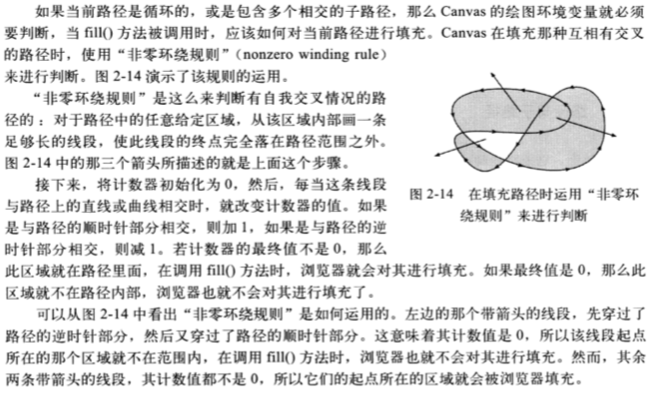 如果当前路径是循环的，或是包含多个相交的子路径，那么 Canvas 的绘图环境变量就必须
要判断，当 fill() 方法被调用时，应该如何对当前路径进行填充。Canvas 在填充那种互相有交叉
的路径时，使用“非零环绕规则”（nonzero winding rule）
来进行判断。图 2-14 演示了该规则的运用。
“非零环绕规则”是这么来判断有自我交叉情况的路
径的：对于路径中的任意给定区域，从该区域内部画一条
足够长的线段，使此线段的终点完全落在路径范围之外。
图 2-14 中的那三个箭头所描述的就是上面这个步骤。
接下来，将计数器初始化为 0，然后，每当这条线段
与路径上的直线或曲线相交时，就改变计数器的值。如果
是与路径的顺时针部分相交，则加 1，如果是与路径的逆
时针部分相交，则减 1。若计数器的最终值不是 0，那么
此区域就在路径里面，在调用 fill() 方法时，浏览器就会对其进行填充。如果最终值是 0，那么此
区域就不在路径内部，浏览器也就不会对其进行填充了。
可以从图 2-14 中看出“非零环绕规则”是如何运用的。左边的那个带箭头的线段，先穿过了
路径的逆时针部分，然后又穿过了路径的顺时针部分。这意味着其计数值是 0，所以该线段起点
所在的那个区域就不在范围内，在调用 fill() 方法时，浏览器也就不会对其进行填充。然而，其余
两条带箭头的线段，其计数值都不是 0，所以它们的起点所在的区域就会被浏览器填充。
图 2-14 在填充路径时运用“非零环
绕规则”来进行判断